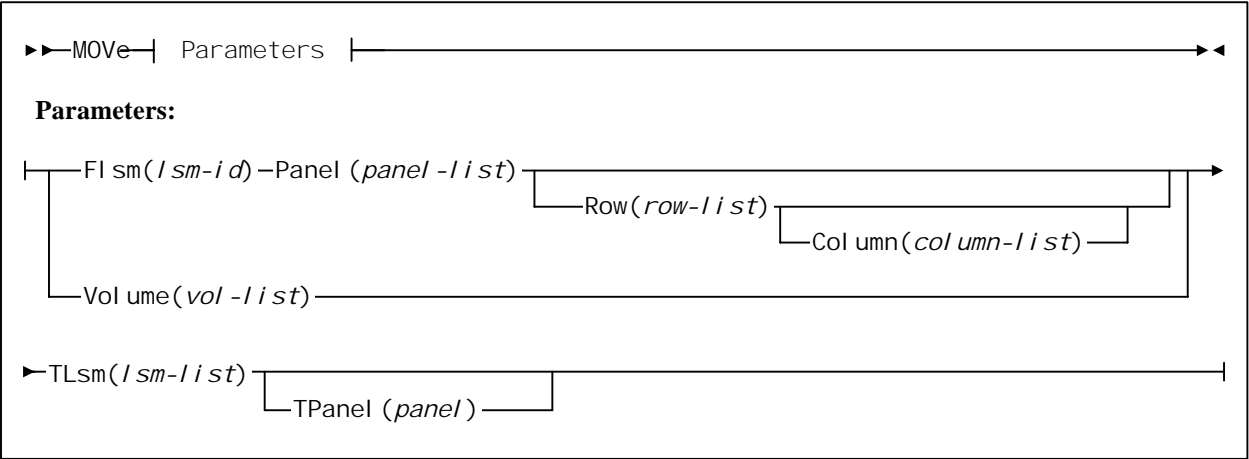 MOVe Parameters
Parameters:
Flsm(lsm-id) Panel(panel-list)
Row(row-list)
Column(column-list)
Volume(vol-list)
TLsm(lsm-list)
TPanel(panel)